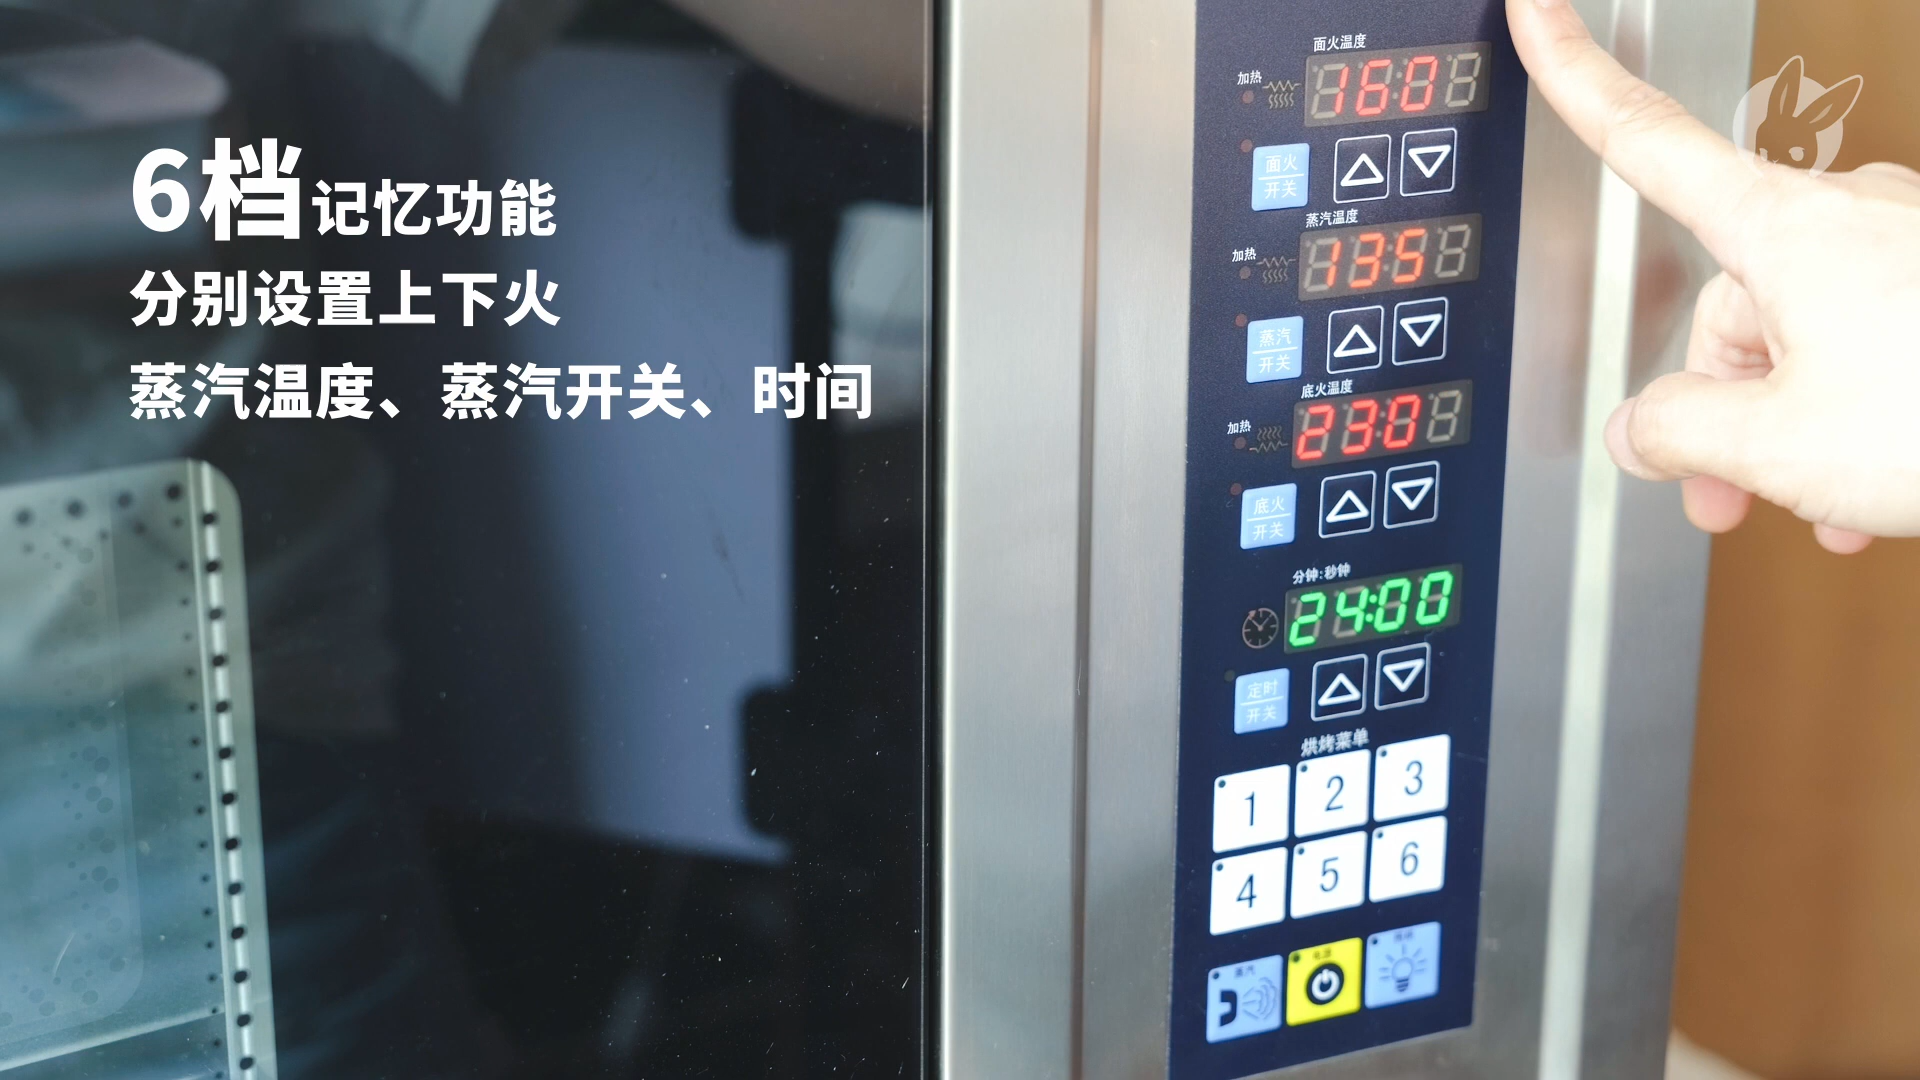 6档记忆功能
分别设置上下火
蒸汽温度、蒸汽开关、时间
面火温度
加热
160
面火
开关
蒸汽温度
加热
135
蒸汽
开关
底火温度
加热
230
底火
开关
分钟:秒钟
24:00
定时
开关
烘烤菜单
1 2 3
4 5 6
蒸汽 电源